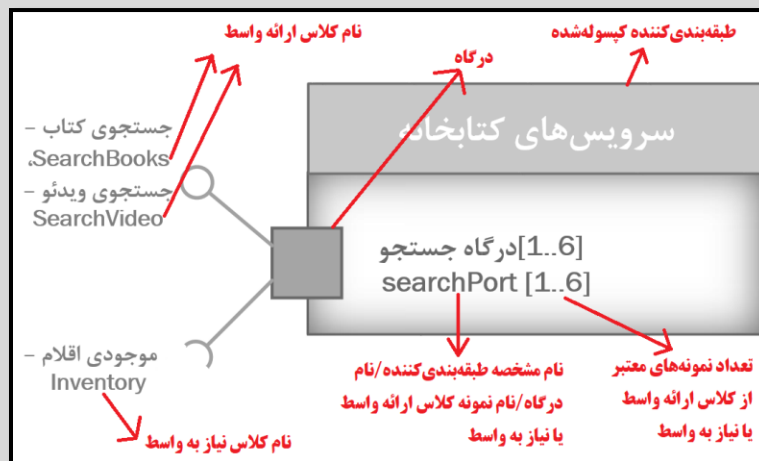 نام کلاس ارائه واسط
درگاه
طبقه‌بندی‌کننده کپسوله‌شده
سرویس‌های کتابخانه
جستجوی کتاب -
SearchBooks،
جستجوی ویدئو -
SearchVideo
درگاه جستجو[1..6]
searchPort [1..6]
موجودی اقلام -
Inventory
نام کلاس نیاز به واسط
نام مشخصه طبقه‌بندی‌کننده/نام
درگاه/نام نمونه کلاس ارائه واسط
یا نیاز به واسط
تعداد نمونه‌های معتبر
از کلاس ارائه واسط
یا نیاز به واسط